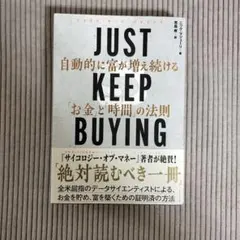 JUST
自動的に富が増え続ける
KEEP
「お金」と「時間」の法則
BUYING
「サイコロジー・オブ・マネー」著者が絶賛!
「絶対読むべき一冊」
全米屈指のデータサイエンティストによる、
お金を貯め、富を築くための証明済の方法